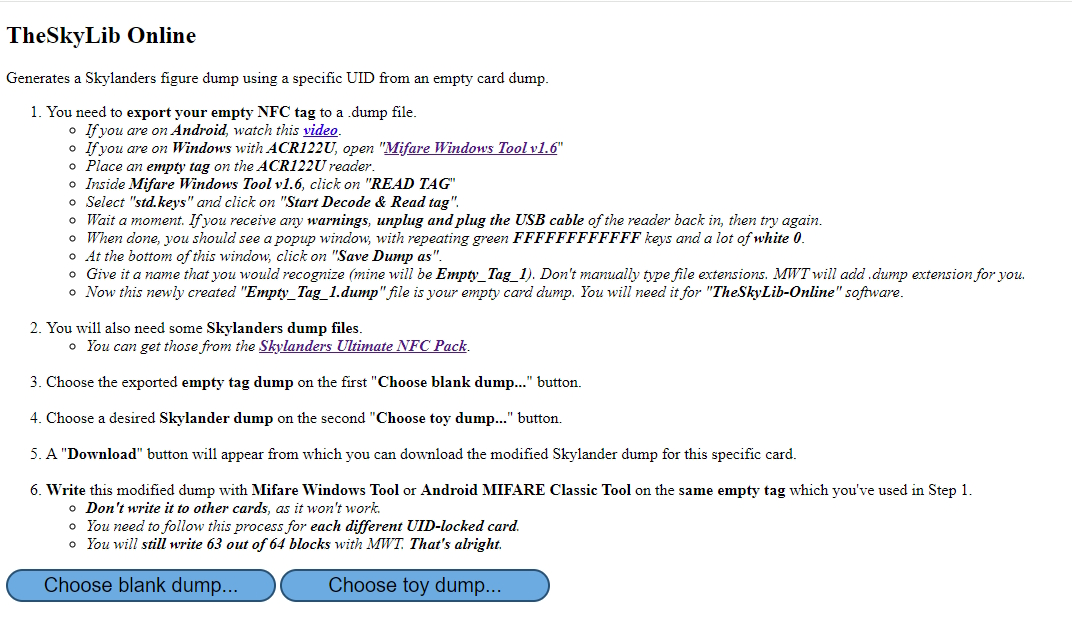 TheSkyLib Online
Generates a Skylanders figure dump using a specific UID from an empty card dump.
1. You need to export your empty NFC tag to a .dump file.
If you are on Android, watch this video.
If you are on Windows with ACR122U, open "Mifare Windows Tool v1.6"
Place an empty tag on the ACR122U reader.
Inside Mifare Windows Tool v1.6, click on "READ TAG"
Select "std.keys" and click on "Start Decode & Read tag".
Wait a moment. If you receive any warnings, unplug and plug the USB cable of the reader back in, then try again.
When done, you should see a popup window, with repeating green FFFFFFFFFFFF keys and a lot of white 0.
At the bottom of this window, click on "Save Dump as".
Give it a name that you would recognize (mine will be Empty_Tag_1). Don't manually type file extensions. MWT will add .dump extension for you.
Now this newly created "Empty_Tag_1.dump" file is your empty card dump. You will need it for "TheSkyLib-Online" software.
2. You will also need some Skylanders dump files.
You can get those from the Skylanders Ultimate NFC Pack.
3. Choose the exported empty tag dump on the first "Choose blank dump..." button.
4. Choose a desired Skylander dump on the second "Choose toy dump..." button.
5. A "Download" button will appear from which you can download the modified Skylander dump for this specific card.
6. Write this modified dump with Mifare Windows Tool or Android MIFARE Classic Tool on the same empty tag which you've used in Step 1.
Don't write it to other cards, as it won't work.
You need to follow this process for each different UID-locked card.
You will still write 63 out of 64 blocks with MWT. That's alright.
Choose blank dump... Choose toy dump...